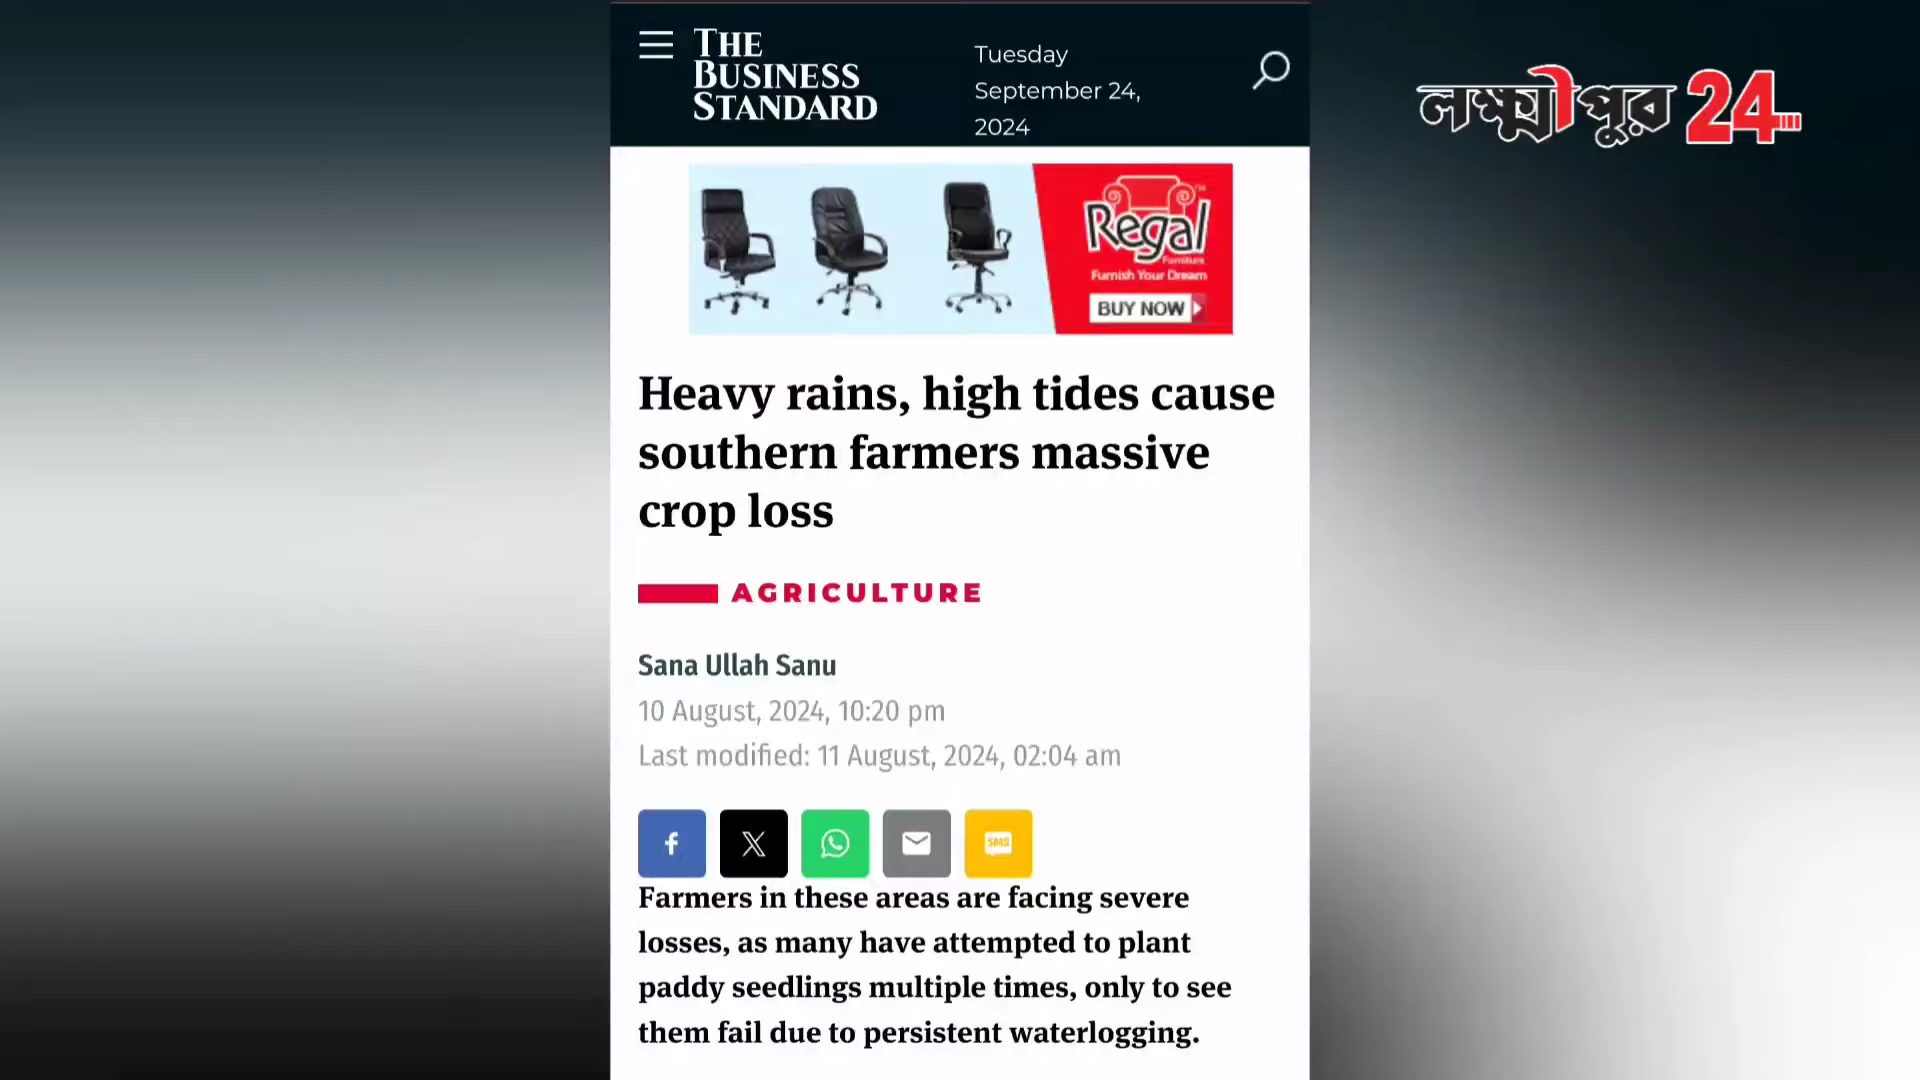 THE
BUSINESS
STANDARD
Tuesday
September 24,
2024
লক্ষ্মীপুর 24
Regal
TM
Furniture
Furnish Your Dream
BUY NOW
Heavy rains, high tides cause
southern farmers massive
crop loss
AGRICULTURE
Sana Ullah Sanu
10 August, 2024, 10:20 pm
Last modified: 11 August, 2024, 02:04 am
SMS
Farmers in these areas are facing severe
losses, as many have attempted to plant
paddy seedlings multiple times, only to see
them fail due to persistent waterlogging.